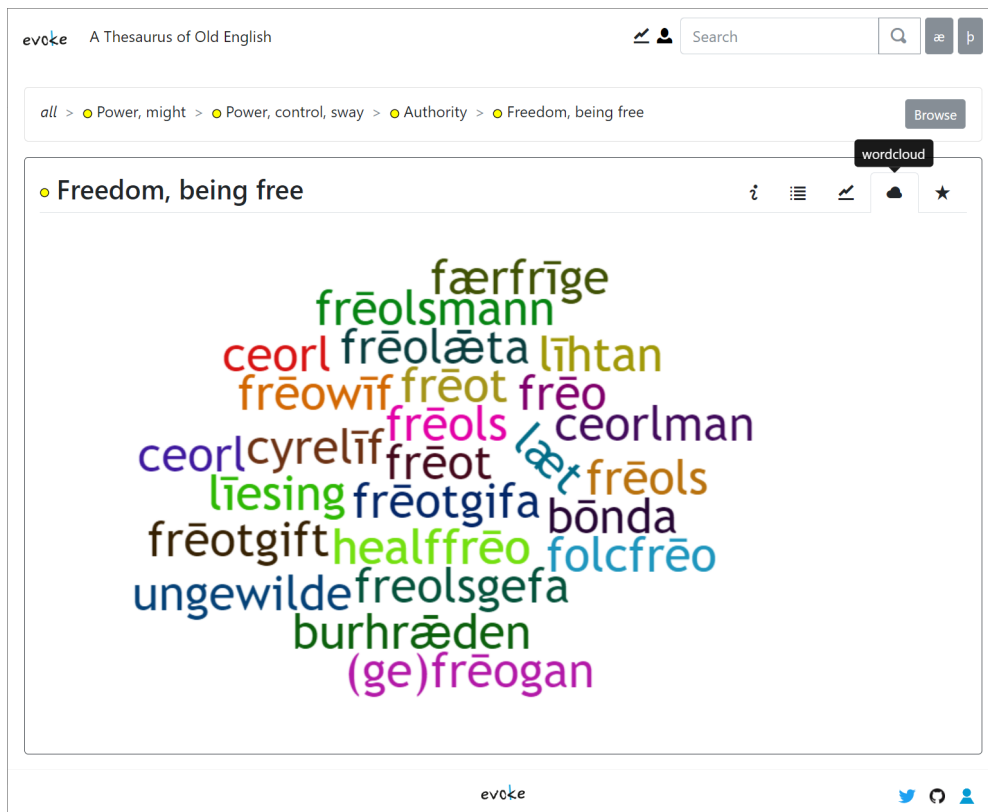 evoke A Thesaurus of Old English Search æ þ
all > Power, might > Power, control, sway > Authority > Freedom, being free Browse
wordcloud
Freedom, being free
færfrīge
frēolsmann
ceorl frēolǣta līhtan
frēowīf frēot frēo
frēols ceorlman
ceorl cyrelīf frēot læt frēols
līesing frēotgifa bōnda
frēotgift healffrēo folcfrēo
ungewilde freolsgefa
burhrǣden
(ge)frēogan
evoke